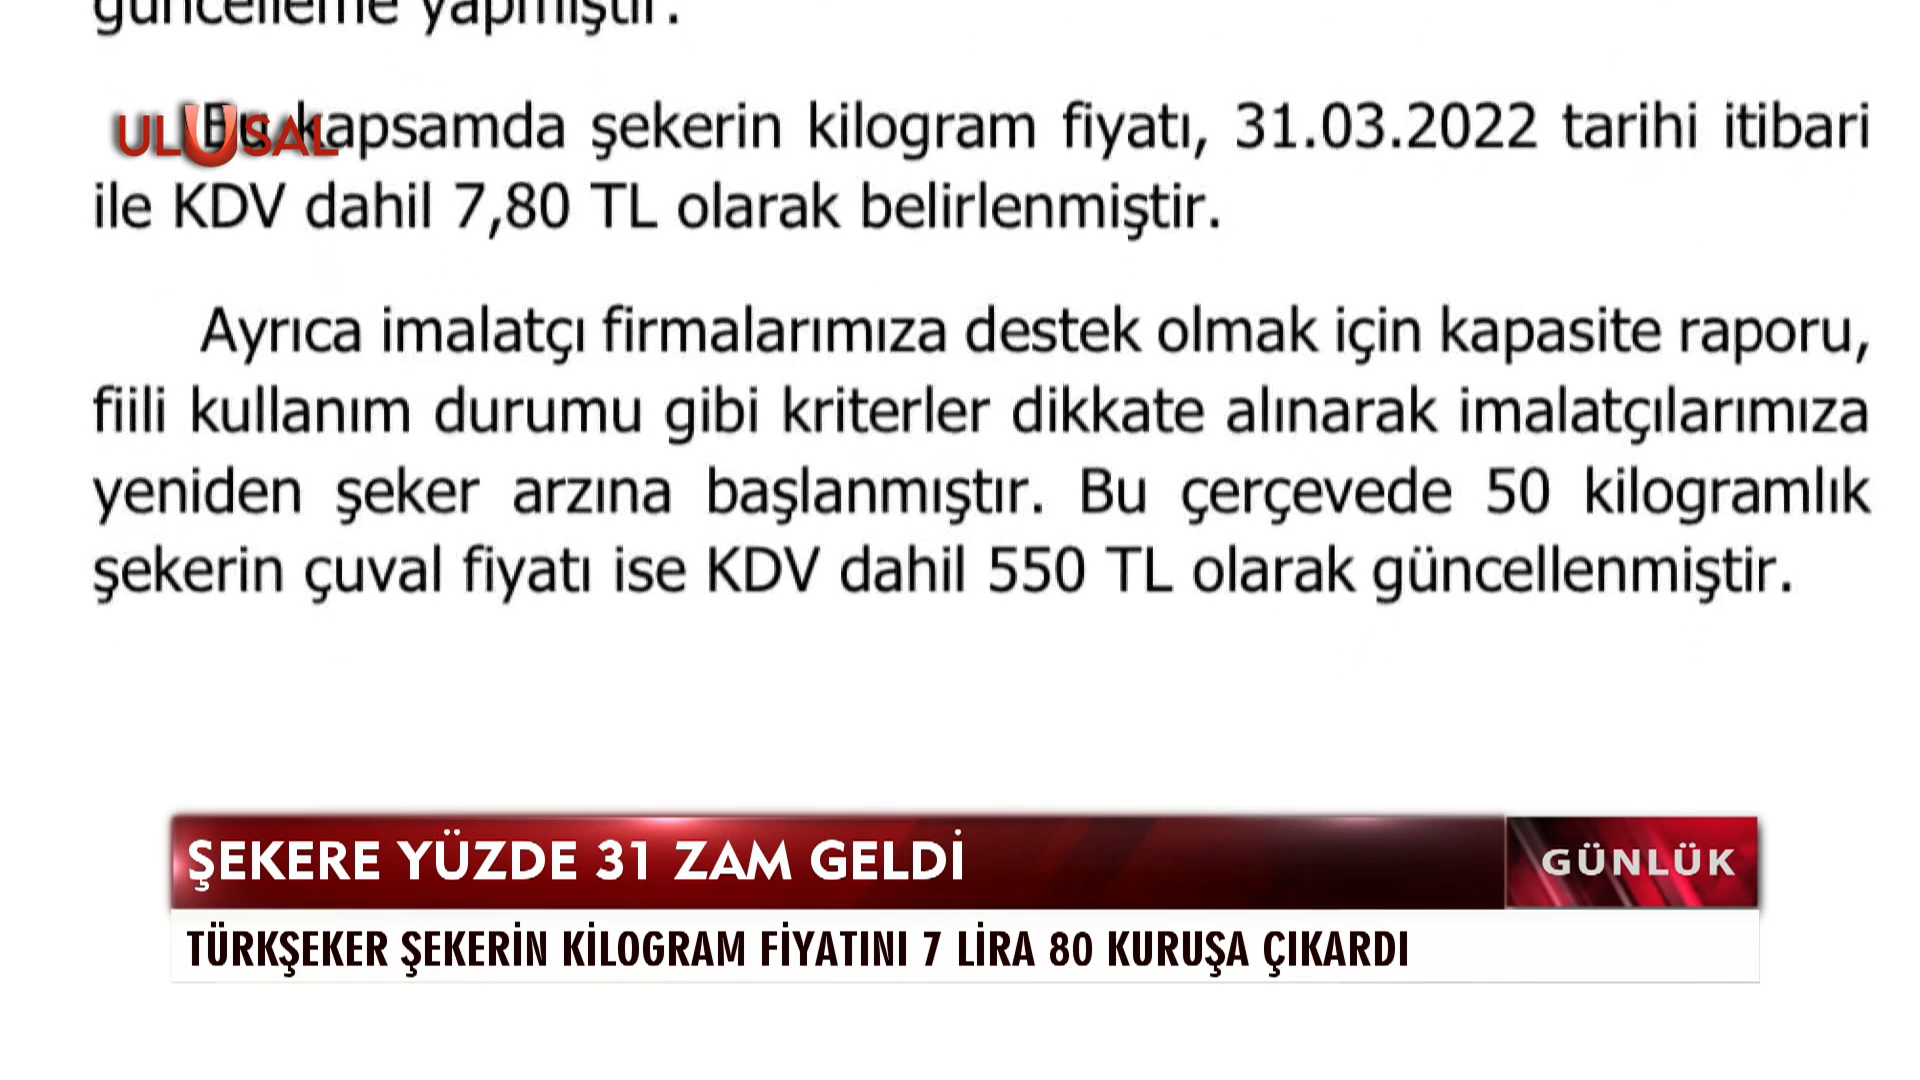 güncelleme yapmıştır.
ULUSAL
Bu kapsamda şekerin kilogram fiyatı, 31.03.2022 tarihi itibari
ile KDV dahil 7,80 TL olarak belirlenmiştir.
Ayrıca imalatçı firmalarımıza destek olmak için kapasite raporu,
fiili kullanım durumu gibi kriterler dikkate alınarak imalatçılarımıza
yeniden şeker arzına başlanmıştır. Bu çerçevede 50 kilogramlık
şekerin çuval fiyatı ise KDV dahil 550 TL olarak güncellenmiştir.
ŞEKERE YÜZDE 31 ZAM GELDİ
GÜNLÜK
TÜRKŞEKER ŞEKERİN KİLOGRAM FİYATINI 7 LİRA 80 KURUŞA ÇIKARDI